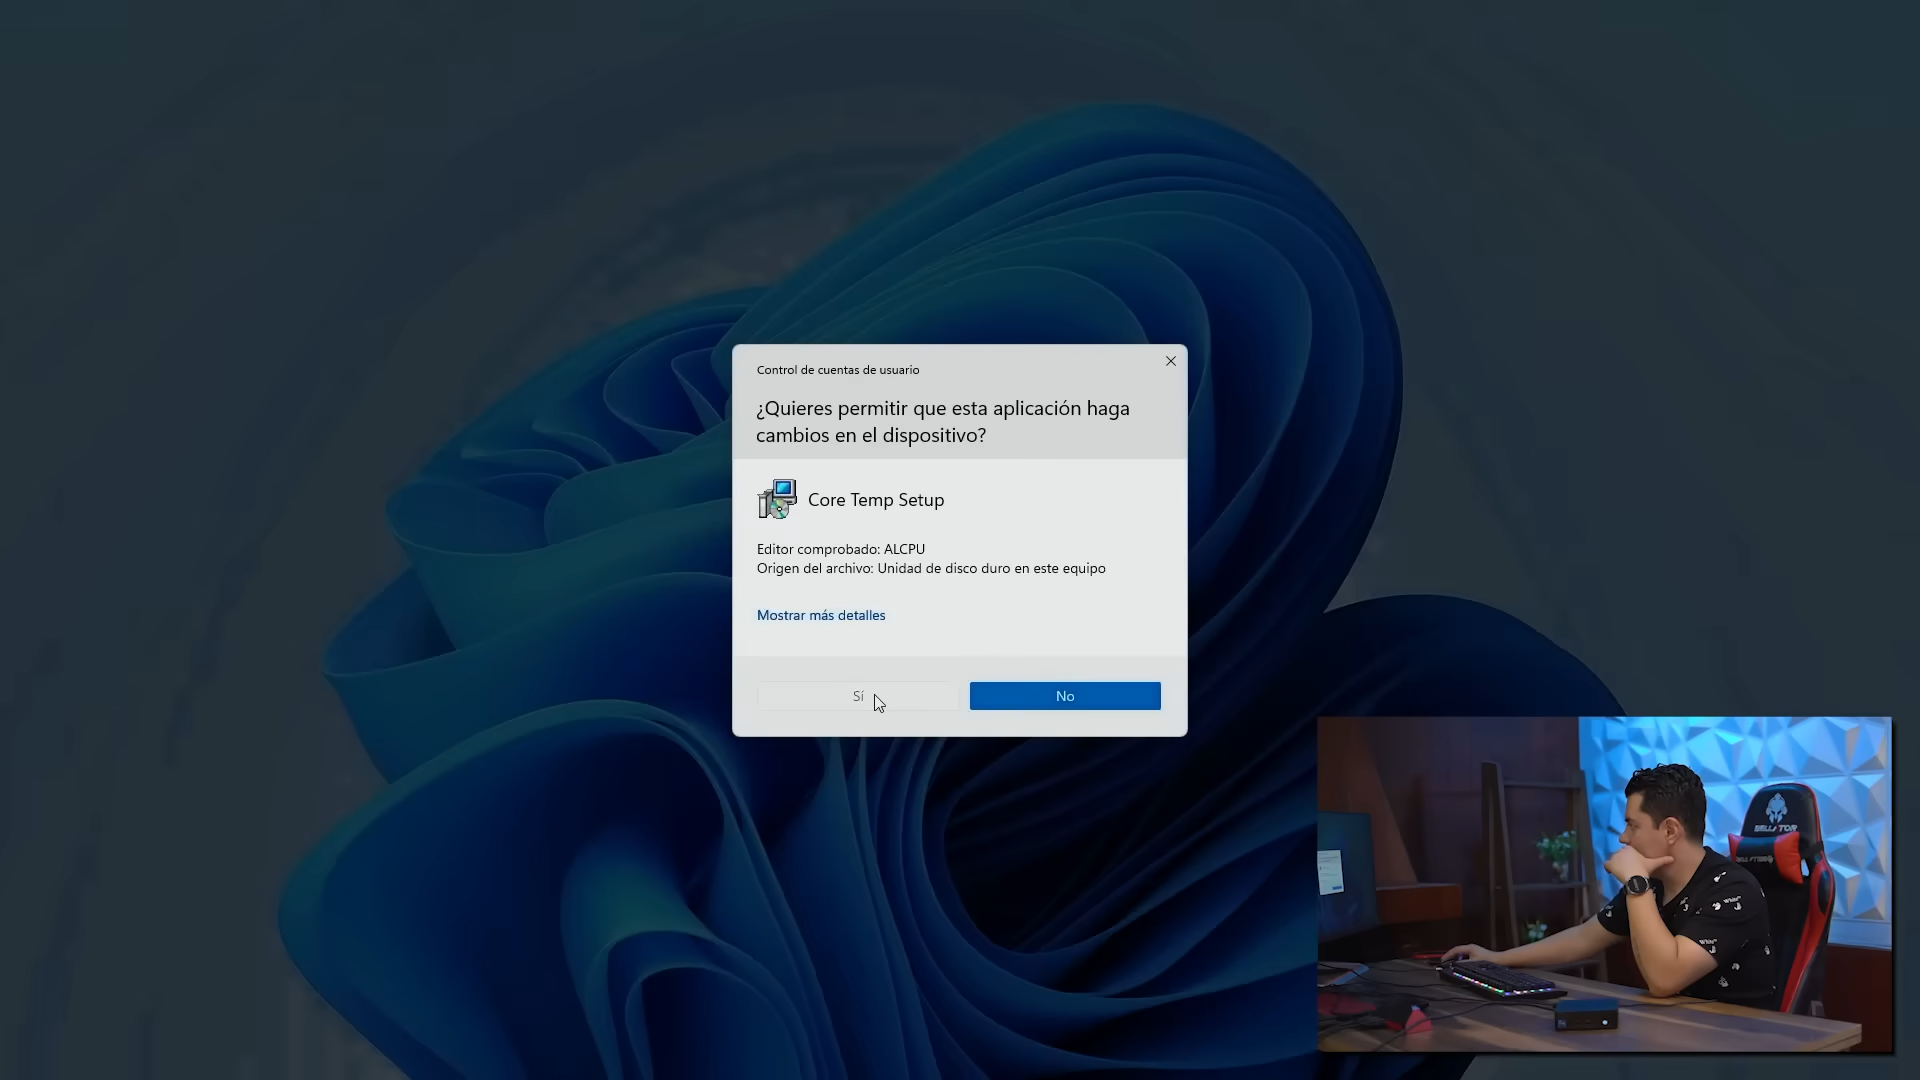 Control de cuentas de usuario
¿Quieres permitir que esta aplicación haga
cambios en el dispositivo?
Core Temp Setup
Editor comprobado: ALCPU
Origen del archivo: Unidad de disco duro en este equipo
Mostrar más detalles
Sí
No
BELLATOR